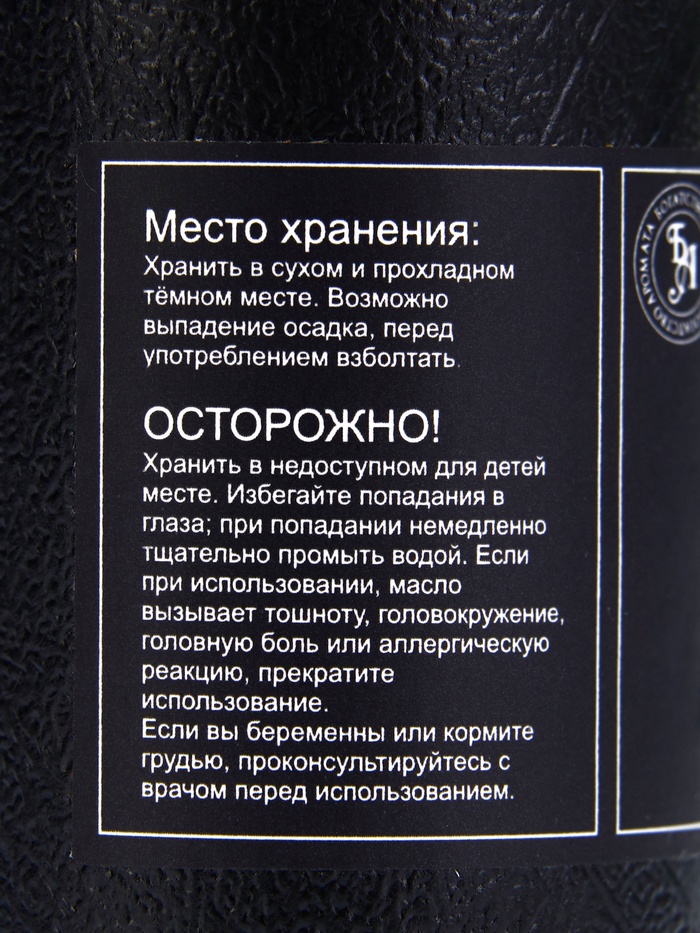 Место хранения:
Хранить в сухом и прохладном
тёмном месте. Возможно
выпадение осадка, перед
употреблением взболтать.
ОСТОРОЖНО!
Хранить в недоступном для детей
месте. Избегайте попадания в
глаза; при попадании немедленно
тщательно промыть водой. Если
при использовании, масло
вызывает тошноту, головокружение,
головную боль или аллергическую
реакцию, прекратите
использование.
Если вы беременны или кормите
грудью, проконсультируйтесь с
врачом перед использованием.
АРОМАТА